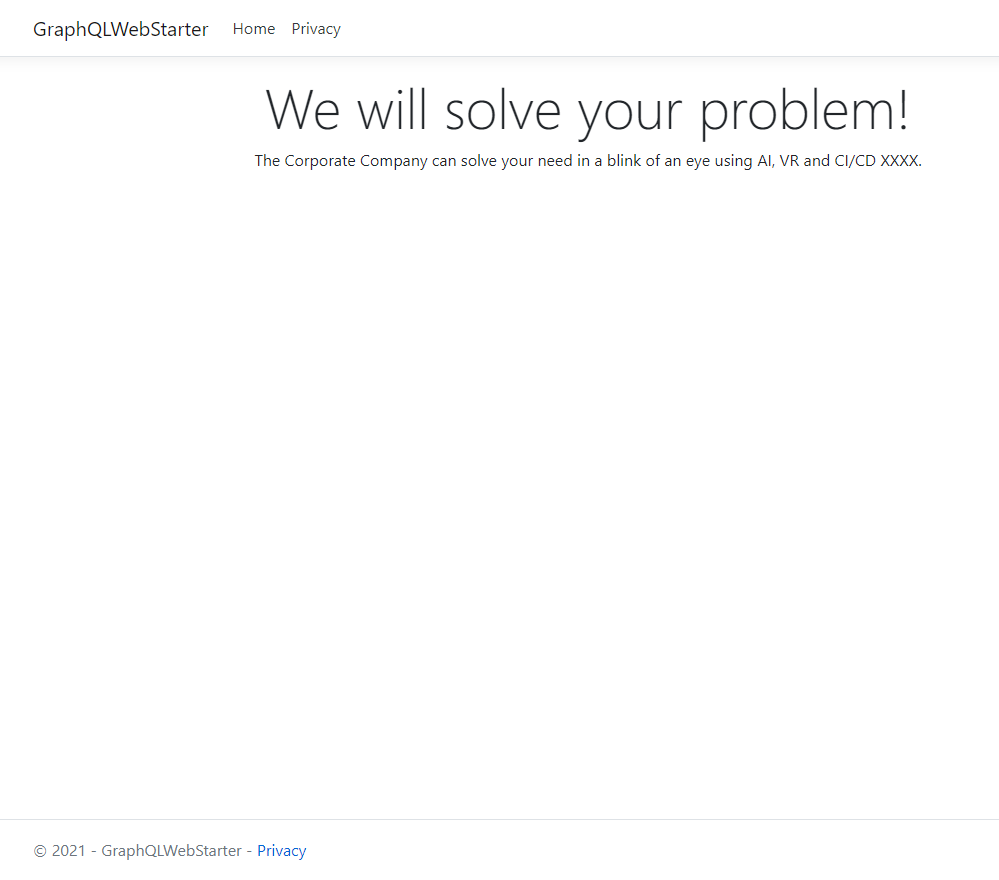 GraphQLWebStarter Home Privacy
We will solve your problem!
The Corporate Company can solve your need in a blink of an eye using AI, VR and CI/CD XXXX.
© 2021 - GraphQLWebStarter - Privacy